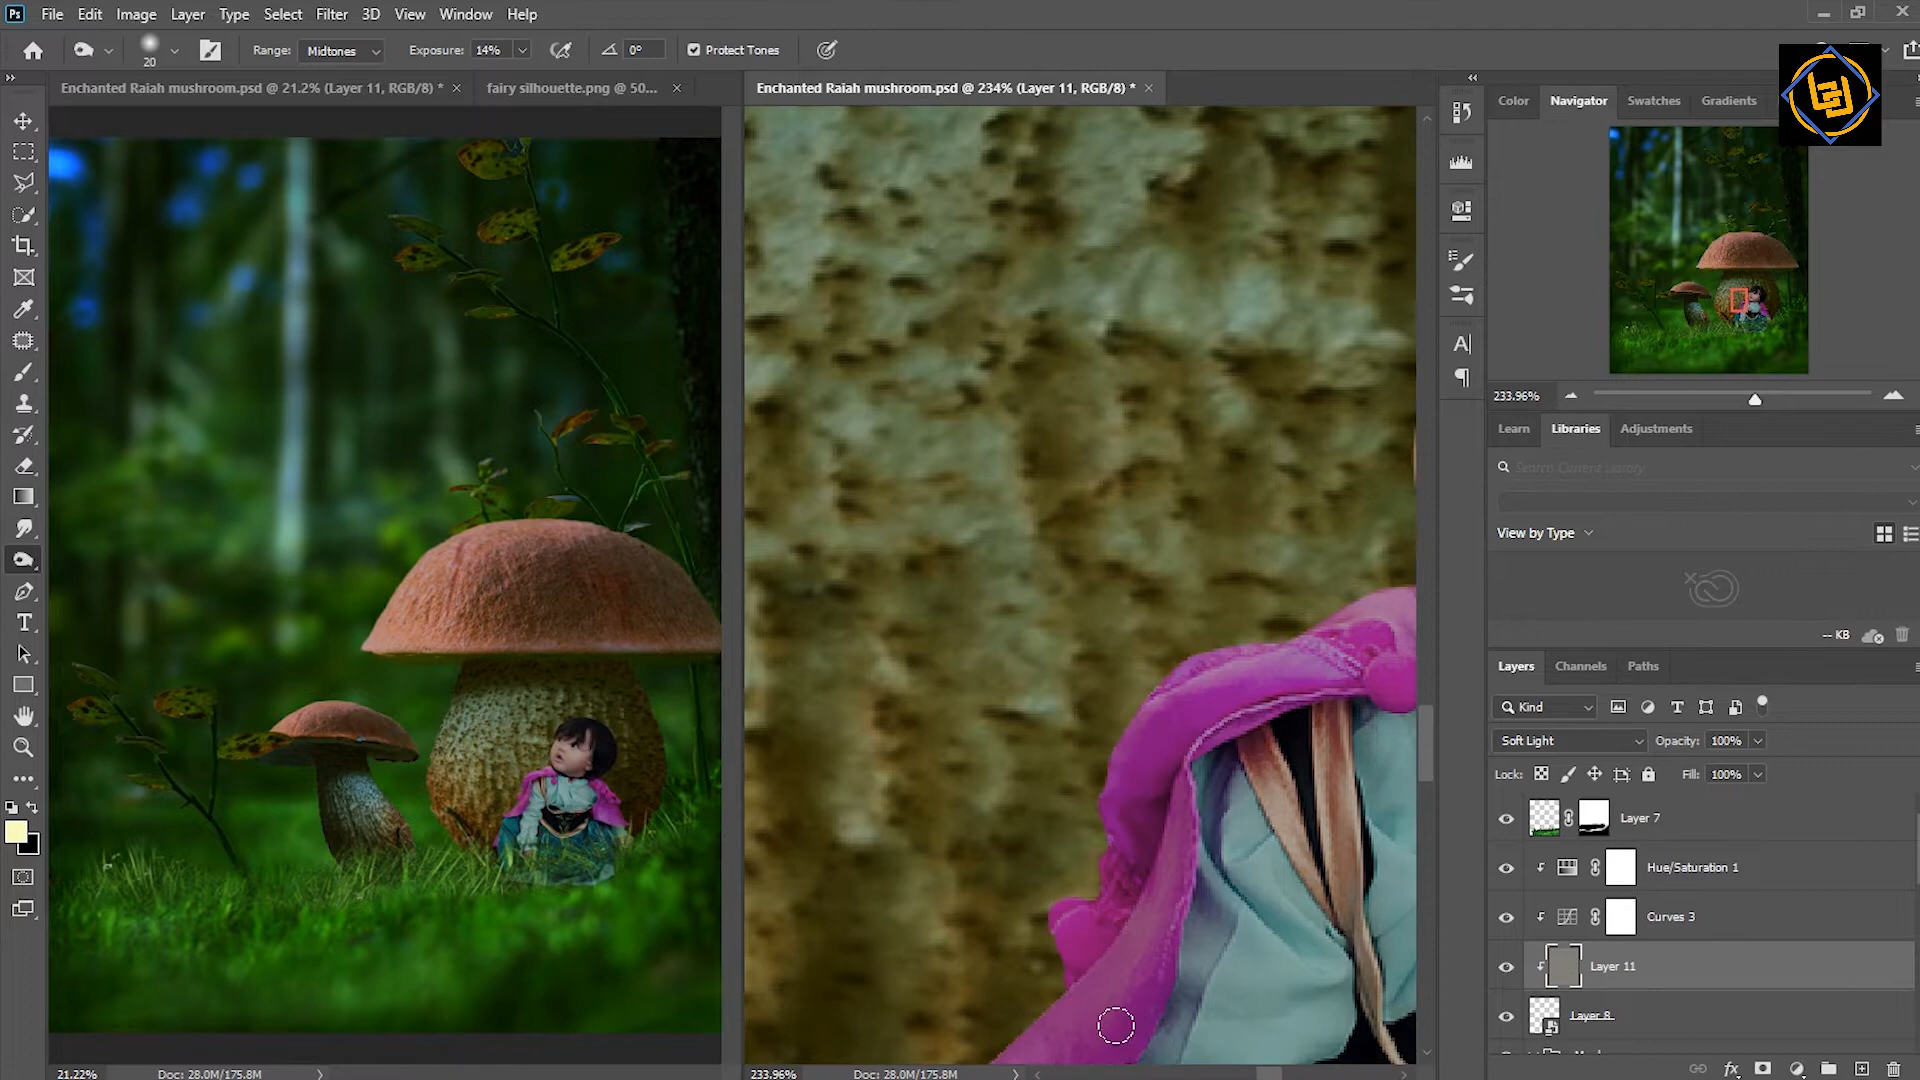 Ps File Edit Image Layer Type Select Filter 3D View Window Help
20 Range: Midtones Exposure: 14% 0° Protect Tones
Enchanted Raiah mushroom.psd @ 21.2% (Layer 11, RGB/8) *
fairy silhouette.png @ 50...
Enchanted Raiah mushroom.psd @ 234% (Layer 11, RGB/8) *
Color Navigator Swatches Gradients
233.96%
Learn Libraries Adjustments
Search Current Library
View by Type
-- KB
Layers Channels Paths
Kind
Soft Light Opacity: 100%
Lock: Fill: 100%
Layer 7
Hue/Saturation 1
Curves 3
Layer 11
Layer 8
21.22% Doc: 28.0M/175.8M
233.96% Doc: 28.0M/175.8M